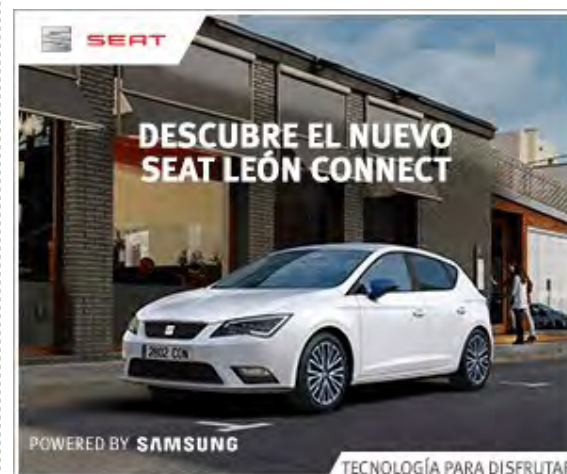 SEAT
DESCUBRE EL NUEVO
SEAT LEÓN CONNECT
2802 CON
POWERED BY SAMSUNG
TECNOLOGÍA PARA DISFRUTAR